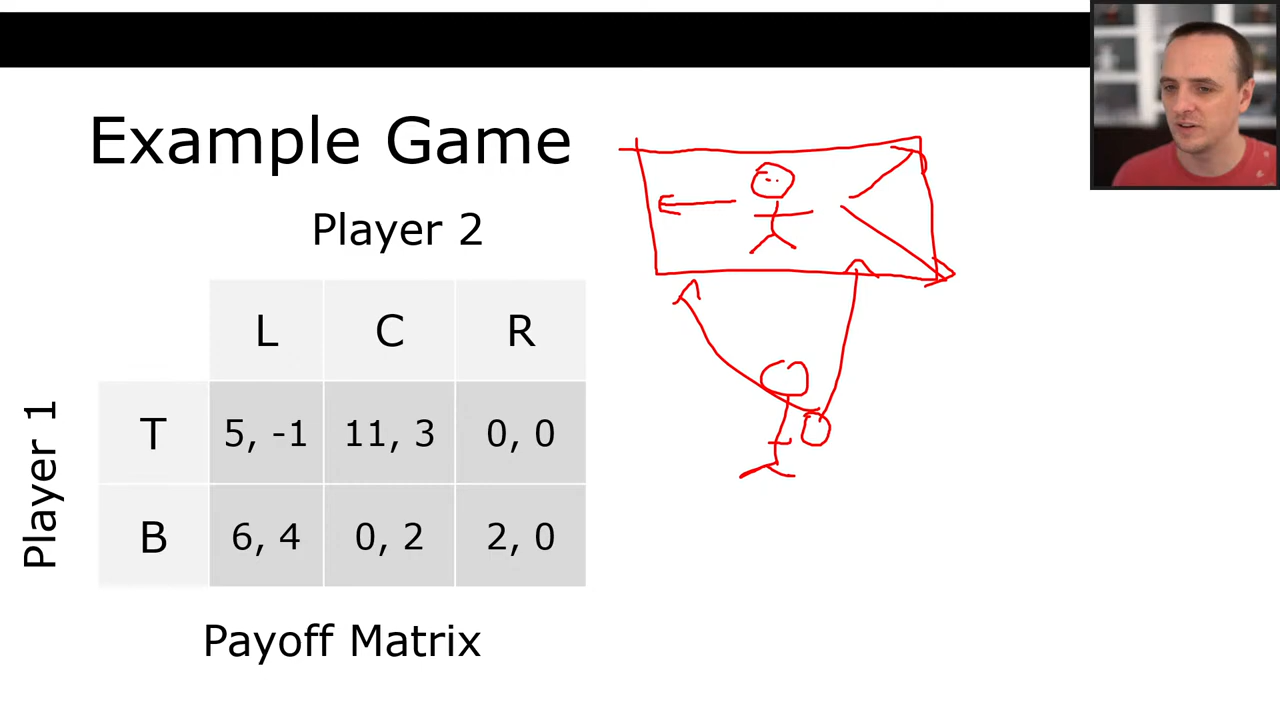 Example Game
Player 2
L C R
Player 1
T 5, -1 11, 3 0, 0
B 6, 4 0, 2 2, 0
Payoff Matrix